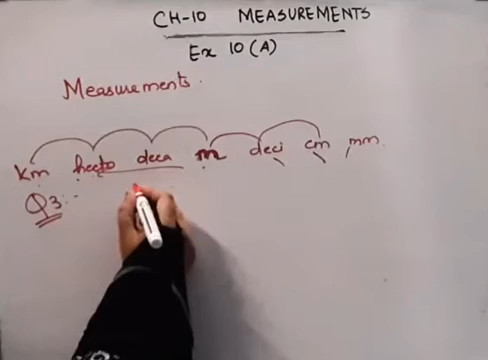 CH-10 MEASUREMENTS
Ex 10 (A)
Measurements.
km hecto deca m deci cm mm
Q3:-